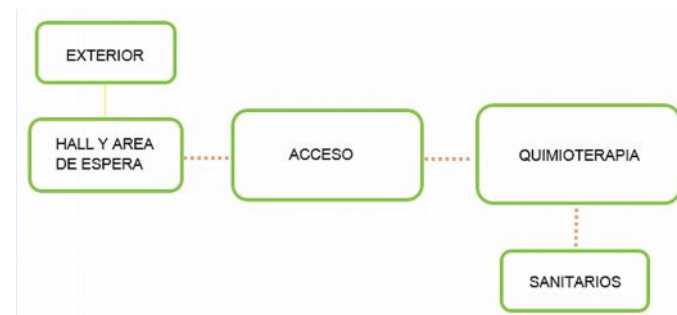 EXTERIOR
HALL Y AREA
DE ESPERA
ACCESO
QUIMIOTERAPIA
SANITARIOS